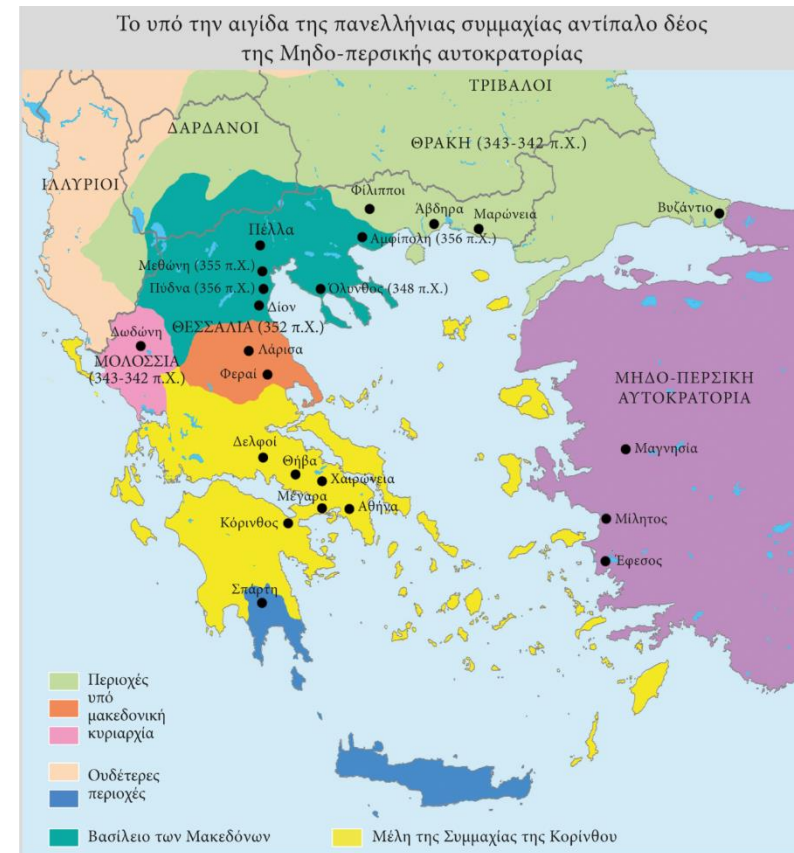 Το υπό την αιγίδα της πανελλήνιας συμμαχίας αντίπαλο δέος
της Μηδο-περσικής αυτοκρατορίας
ΤΡΙΒΑΛΟΙ
ΔΑΡΔΑΝΟΙ
ΘΡΑΚΗ (343-342 π.Χ.)
ΙΛΛΥΡΙΟΙ
Φίλιπποι
Άβδηρα
Μαρώνεια
Βυζάντιο
Πέλλα
Αμφίπολη (356 π.Χ.)
Μεθώνη (355 π.Χ.)
Πύδνα (356 π.Χ.)
Όλυνθος (348 π.Χ.)
Δίον
ΘΕΣΣΑΛΙΑ (352 π.Χ.)
Δωδώνη
Λάρισα
ΜΟΛΟΣΣΙΑ
(343-342 π.Χ.)
Φεραί
ΜΗΔΟ-ΠΕΡΣΙΚΗ
ΑΥΤΟΚΡΑΤΟΡΙΑ
Δελφοί
Θήβα
Χαιρώνεια
Μαγνησία
Μέγαρα
Αθήνα
Κόρινθος
Μίλητος
Έφεσος
Σπάρτη
Περιοχές
υπό
μακεδονική
κυριαρχία
Ουδέτερες
περιοχές
Βασίλειο των Μακεδόνων
Μέλη της Συμμαχίας της Κορίνθου